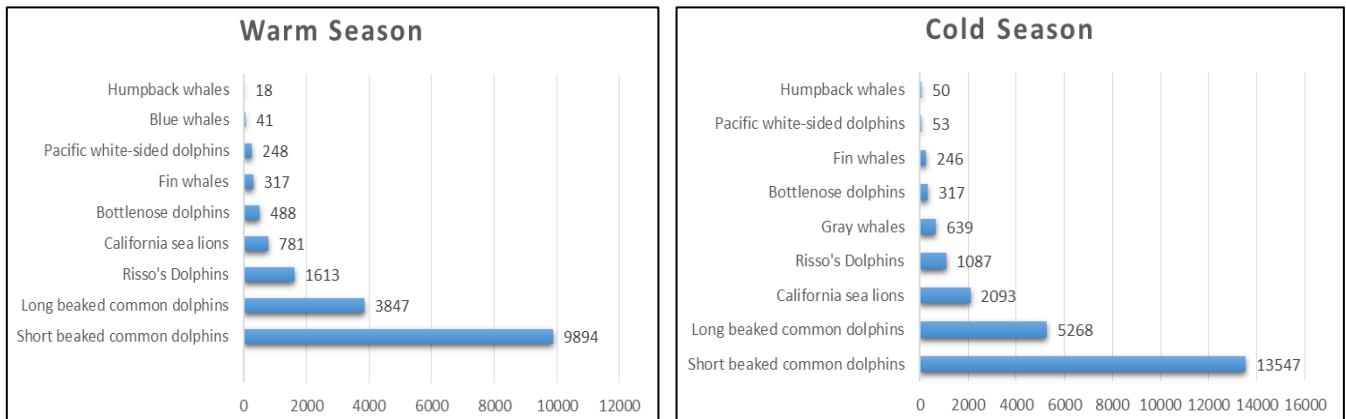 Warm Season
Humpback whales 18
Blue whales 41
Pacific white-sided dolphins 248
Fin whales 317
Bottlenose dolphins 488
California sea lions 781
Risso's Dolphins 1613
Long beaked common dolphins 3847
Short beaked common dolphins 9894
0 2000 4000 6000 8000 10000 12000
Cold Season
Humpback whales 50
Pacific white-sided dolphins 53
Fin whales 246
Bottlenose dolphins 317
Gray whales 639
Risso's Dolphins 1087
California sea lions 2093
Long beaked common dolphins 5268
Short beaked common dolphins 13547
0 2000 4000 6000 8000 10000 12000 14000 16000